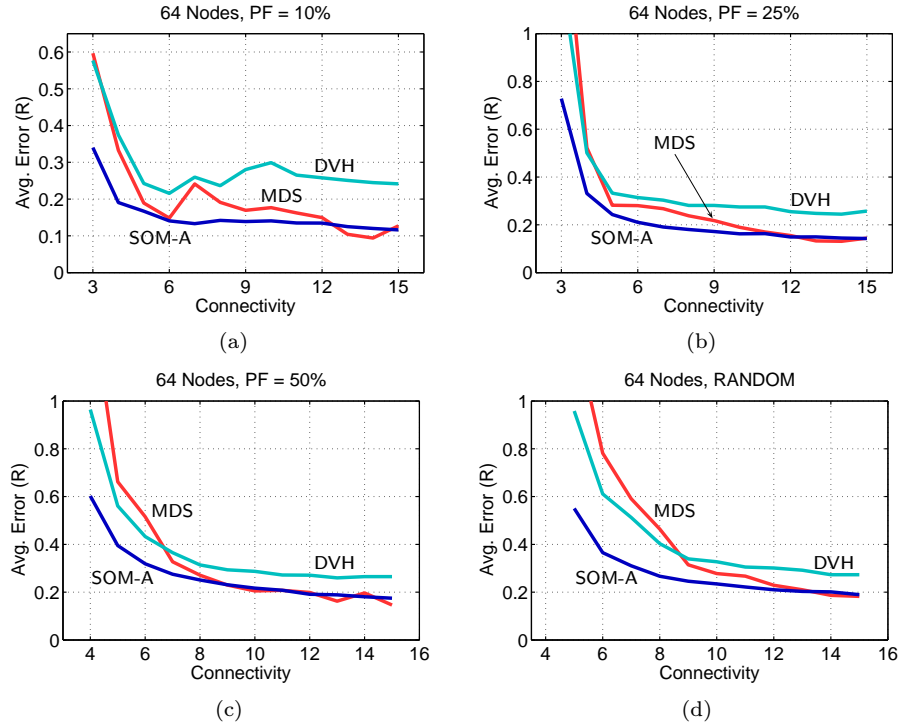 64 Nodes, PF = 10%
Avg. Error (R)
0.6
0.5
0.4
0.3
0.2
0.1
0
DVH
MDS
SOM-A
3 6 9 12 15
Connectivity
(a)
64 Nodes, PF = 25%
Avg. Error (R)
1
0.8
0.6
0.4
0.2
0
MDS
DVH
SOM-A
3 6 9 12 15
Connectivity
(b)
64 Nodes, PF = 50%
Avg. Error (R)
1
0.8
0.6
0.4
0.2
0
MDS
DVH
SOM-A
4 6 8 10 12 14 16
Connectivity
(c)
64 Nodes, RANDOM
Avg. Error (R)
1
0.8
0.6
0.4
0.2
0
MDS
DVH
SOM-A
4 6 8 10 12 14 16
Connectivity
(d)